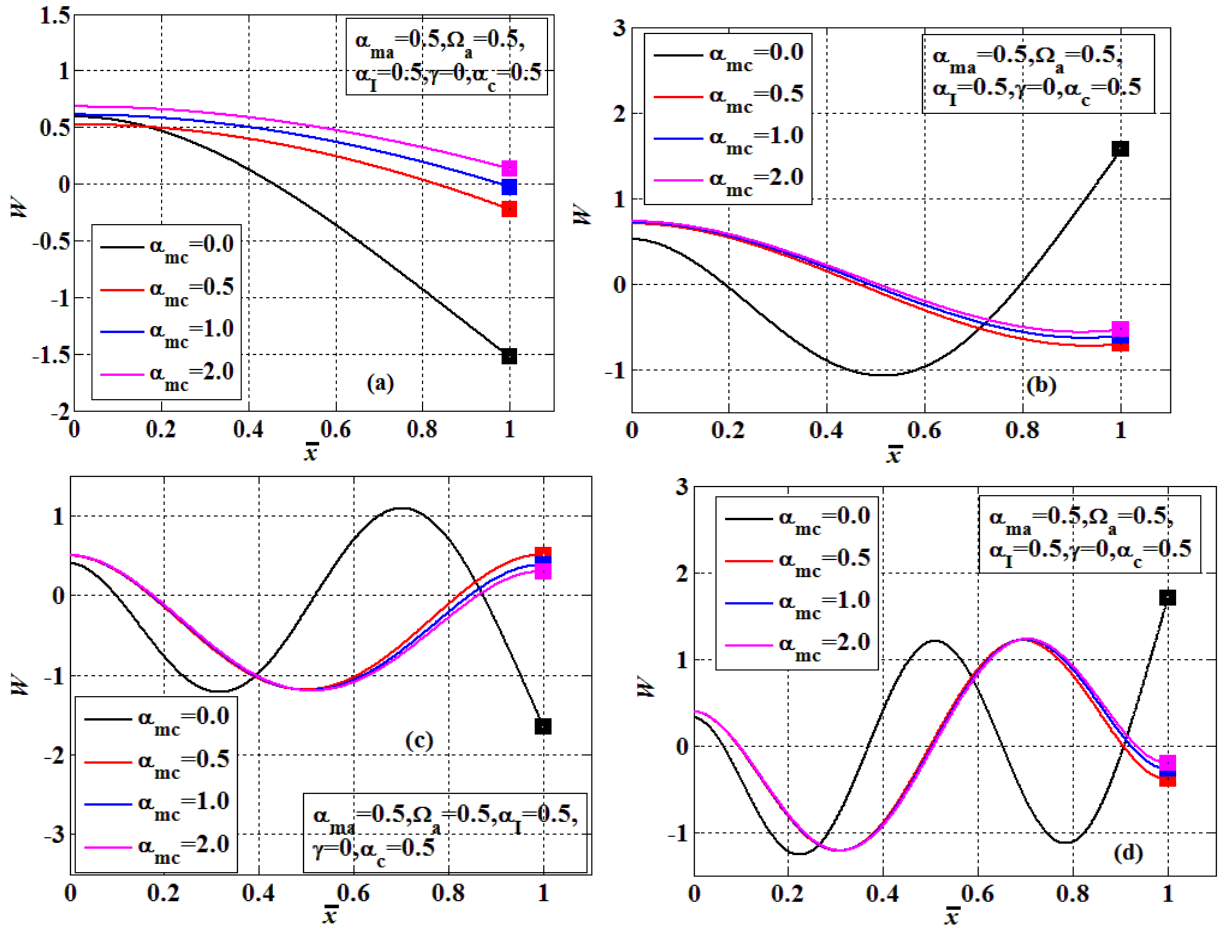 1.5
1
0.5
0
-0.5
-1
-1.5
-2
W
α_ma=0.5,Ω_a=0.5,
α_I=0.5,γ=0,α_c=0.5
α_mc=0.0
α_mc=0.5
α_mc=1.0
α_mc=2.0
(a)
0 0.2 0.4 0.6 0.8 1
x̅
3
2
1
0
-1
W
α_mc=0.0
α_mc=0.5
α_mc=1.0
α_mc=2.0
α_ma=0.5,Ω_a=0.5,
α_I=0.5,γ=0,α_c=0.5
(b)
0 0.2 0.4 0.6 0.8 1
x̅
1
0
-1
-2
-3
W
α_mc=0.0
α_mc=0.5
α_mc=1.0
α_mc=2.0
(c)
α_ma=0.5,Ω_a=0.5,α_I=0.5,
γ=0,α_c=0.5
0 0.2 0.4 0.6 0.8 1
x̅
3
2
1
0
-1
W
α_mc=0.0
α_mc=0.5
α_mc=1.0
α_mc=2.0
α_ma=0.5,Ω_a=0.5,
α_I=0.5,γ=0,α_c=0.5
(d)
0 0.2 0.4 0.6 0.8 1
x̅